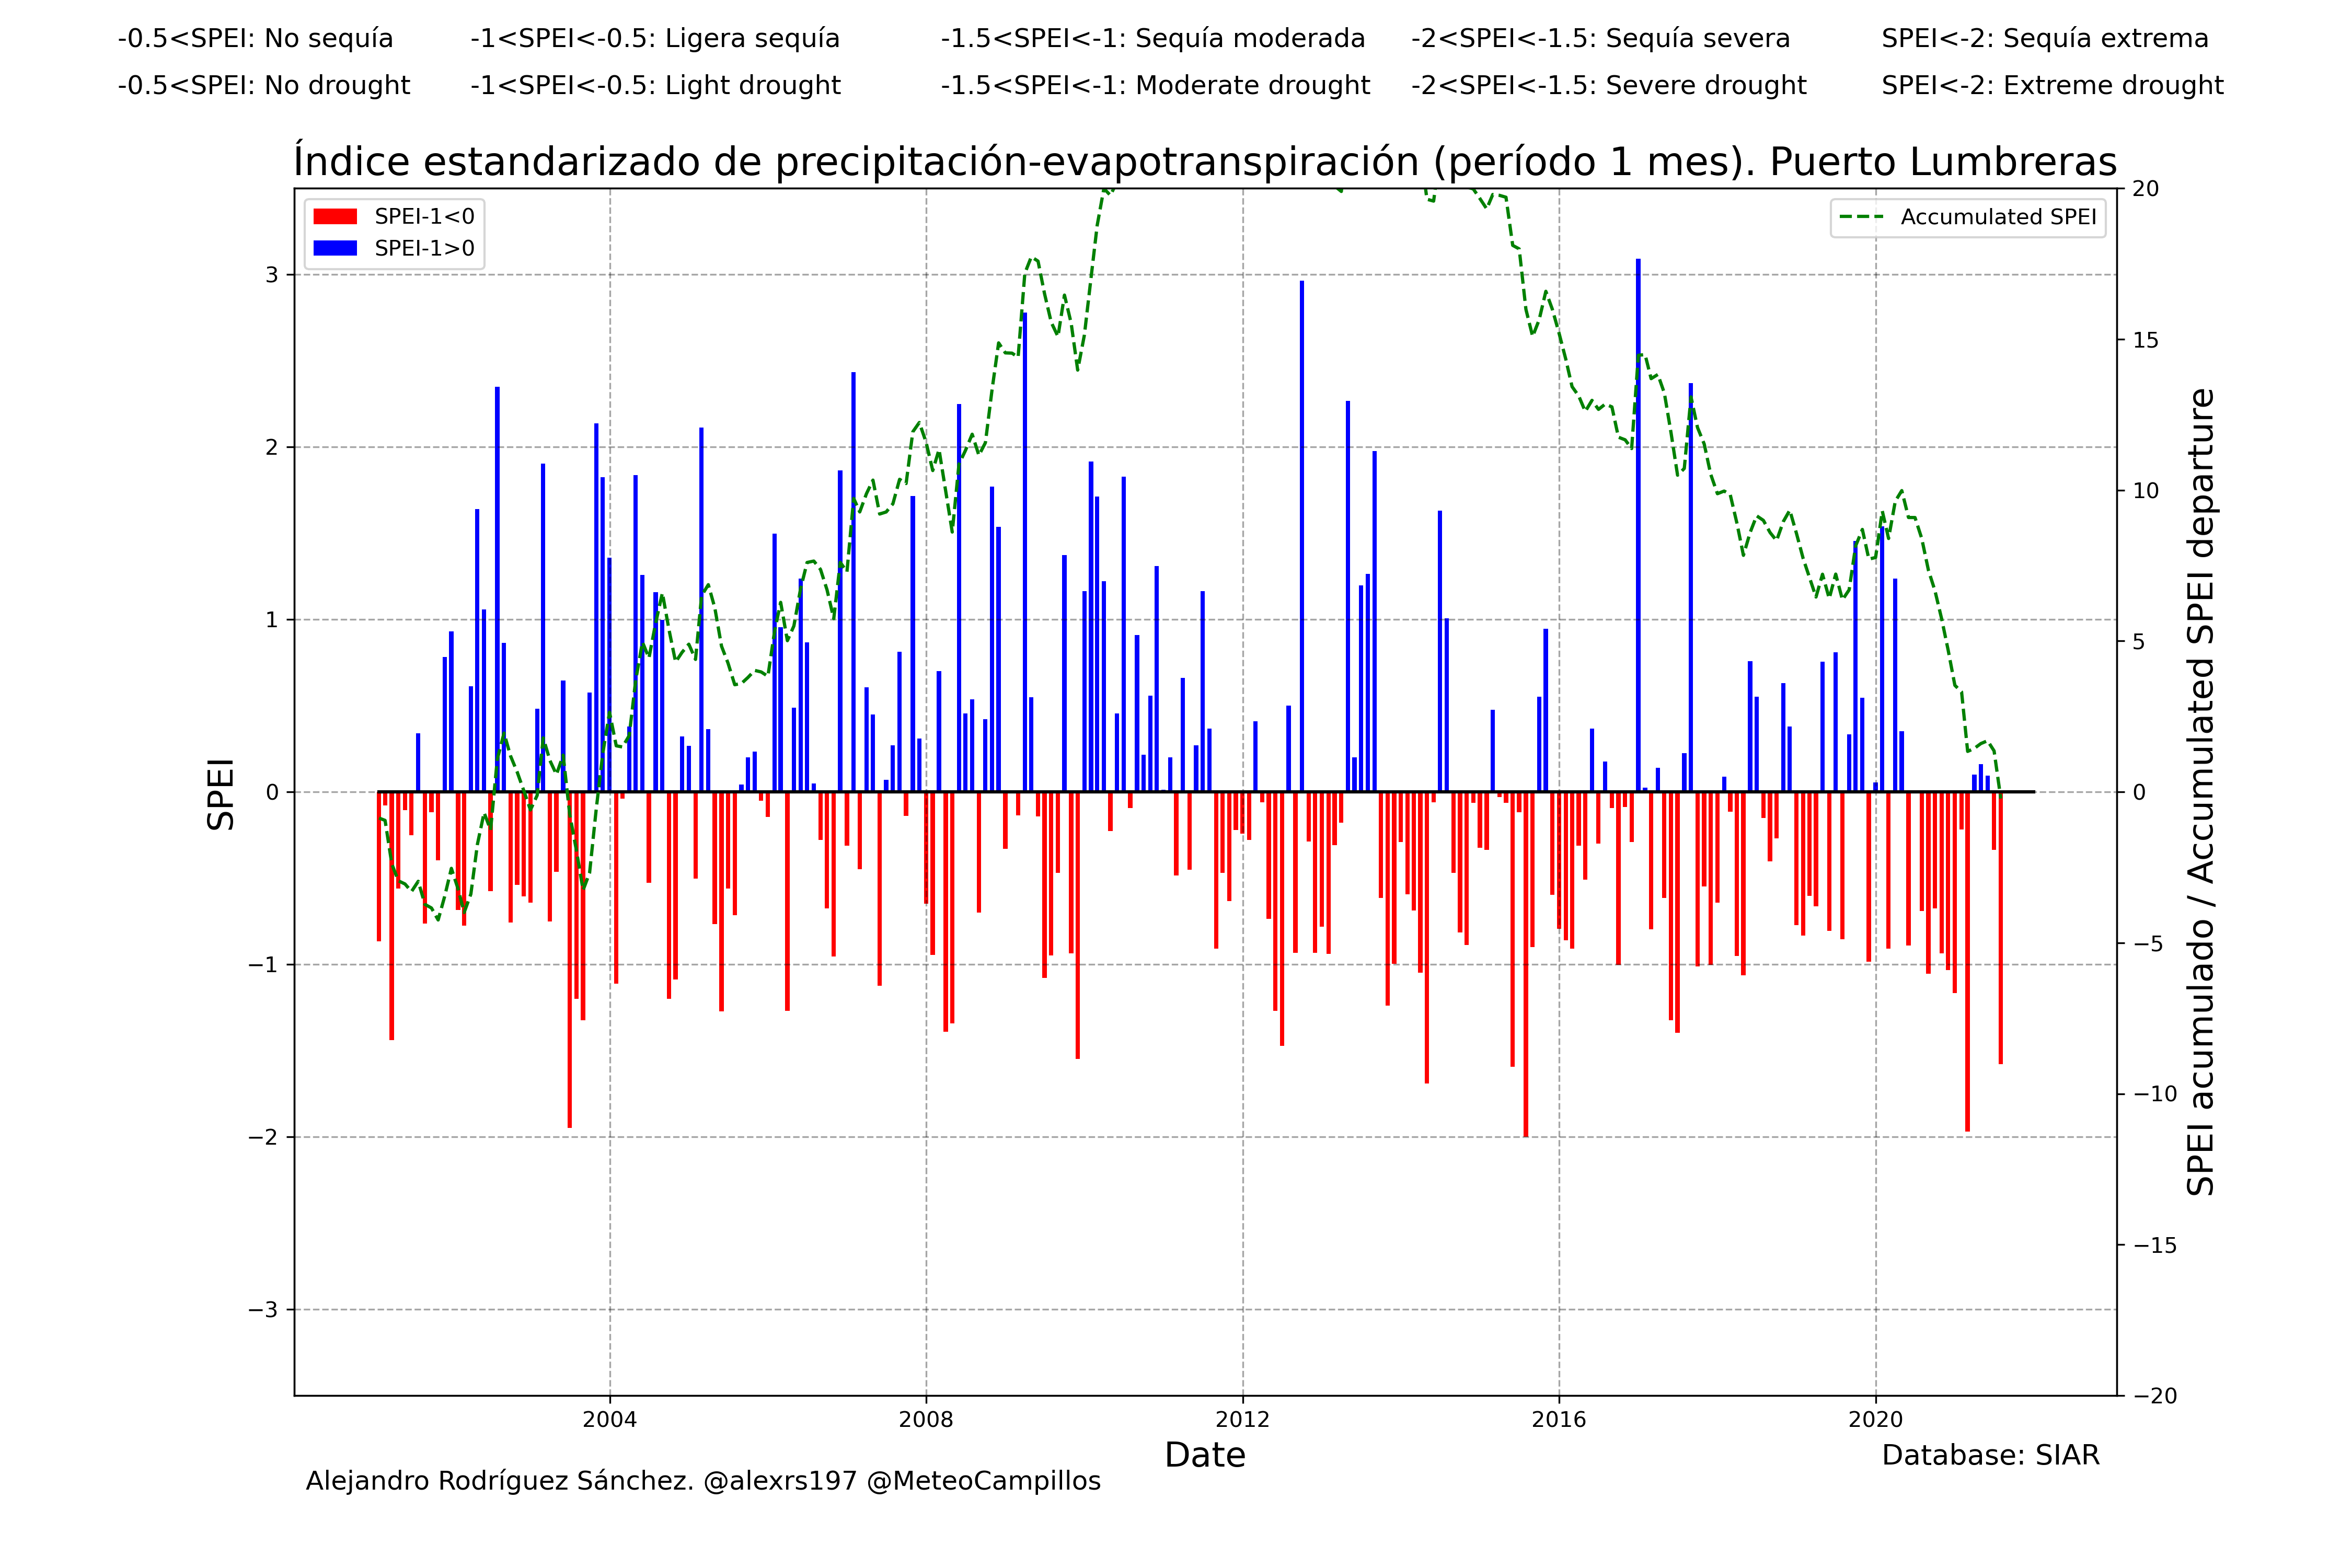 -0.5<SPEI: No sequía -1<SPEI<-0.5: Ligera sequía -1.5<SPEI<-1: Sequía moderada -2<SPEI<-1.5: Sequía severa SPEI<-2: Sequía extrema
-0.5<SPEI: No drought -1<SPEI<-0.5: Light drought -1.5<SPEI<-1: Moderate drought -2<SPEI<-1.5: Severe drought SPEI<-2: Extreme drought
Índice estandarizado de precipitación-evapotranspiración (período 1 mes). Puerto Lumbreras
SPEI-1<0
SPEI-1>0
Accumulated SPEI
SPEI
3
2
1
0
−1
−2
−3
20
15
10
5
0
−5
−10
−15
−20
SPEI acumulado / Accumulated SPEI departure
2004 2008 2012 2016 2020
Date
Database: SIAR
Alejandro Rodríguez Sánchez. @alexrs197 @MeteoCampillos